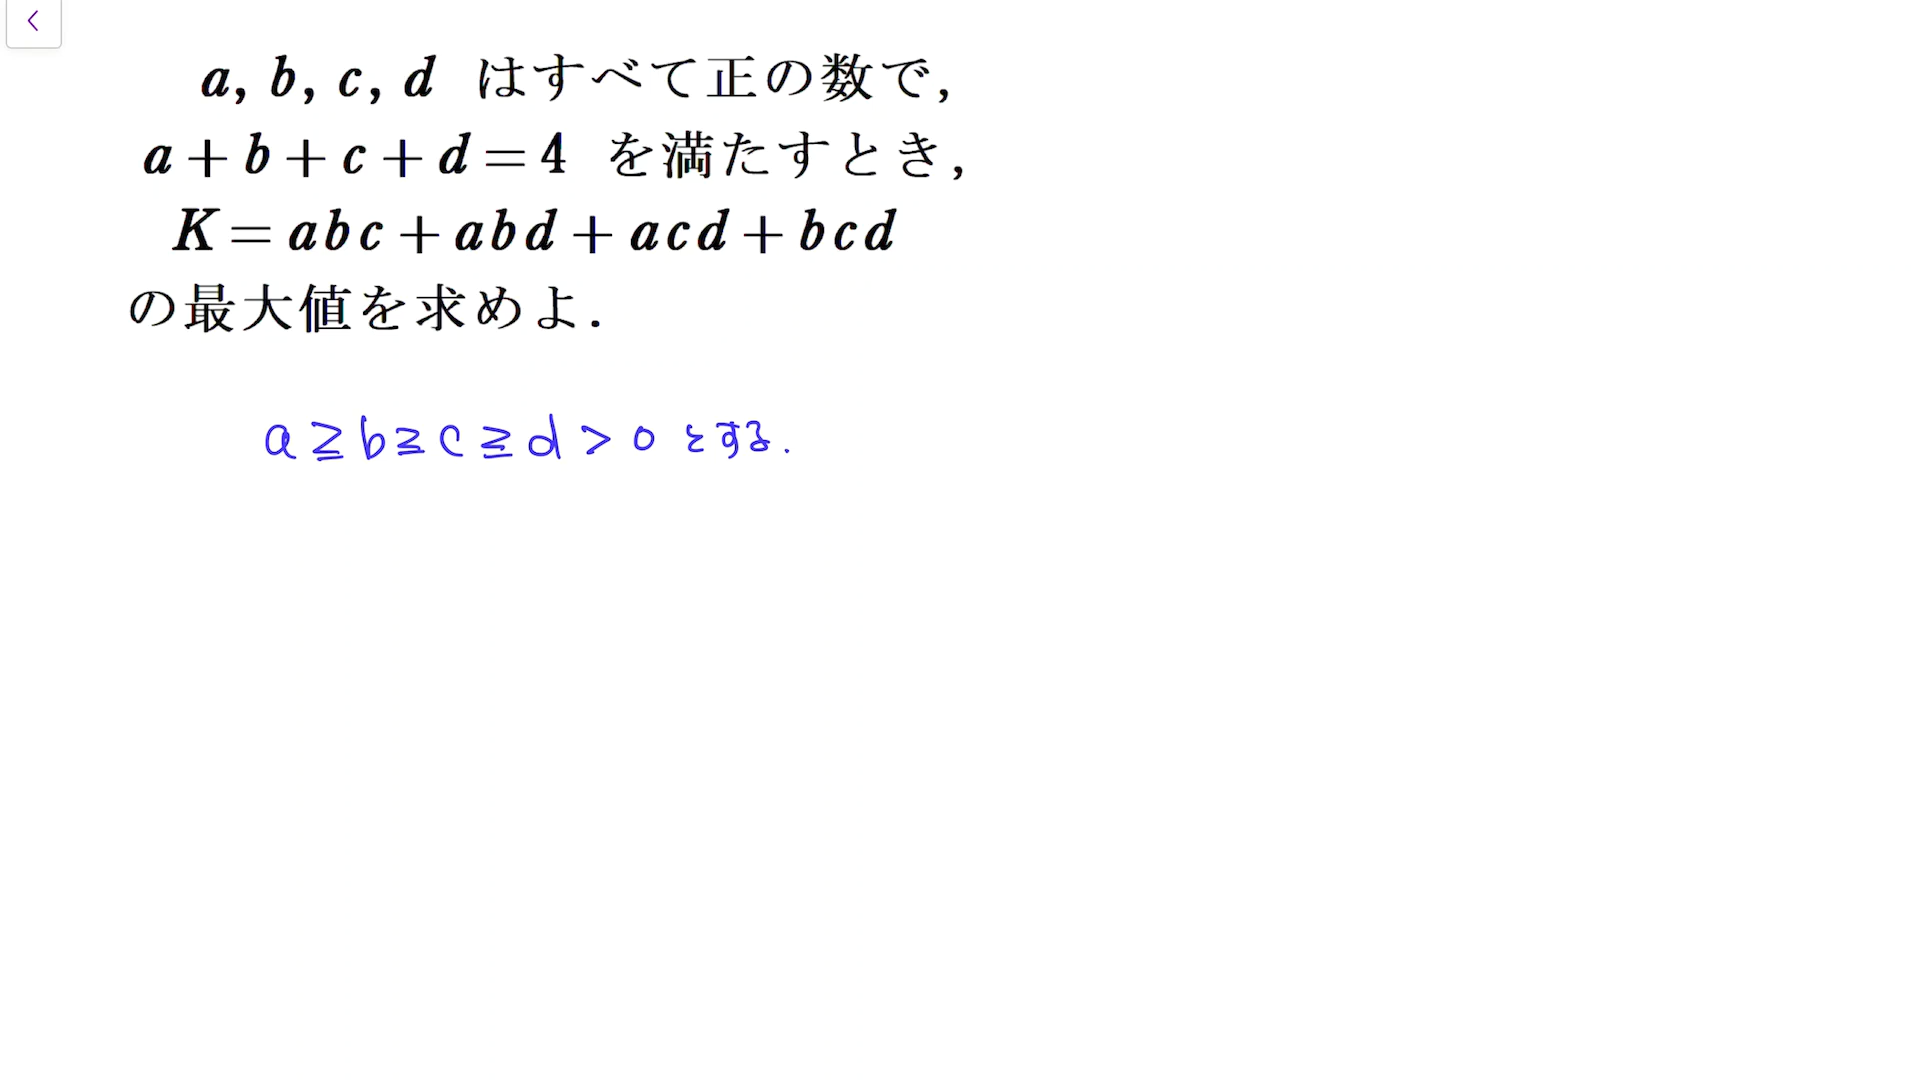 a, b, c, d はすべて正の数で,
a+b+c+d=4 を満たすとき,
K=abc+abd+acd+bcd
の最大値を求めよ.
a≧b≧c≧d>0 とする.